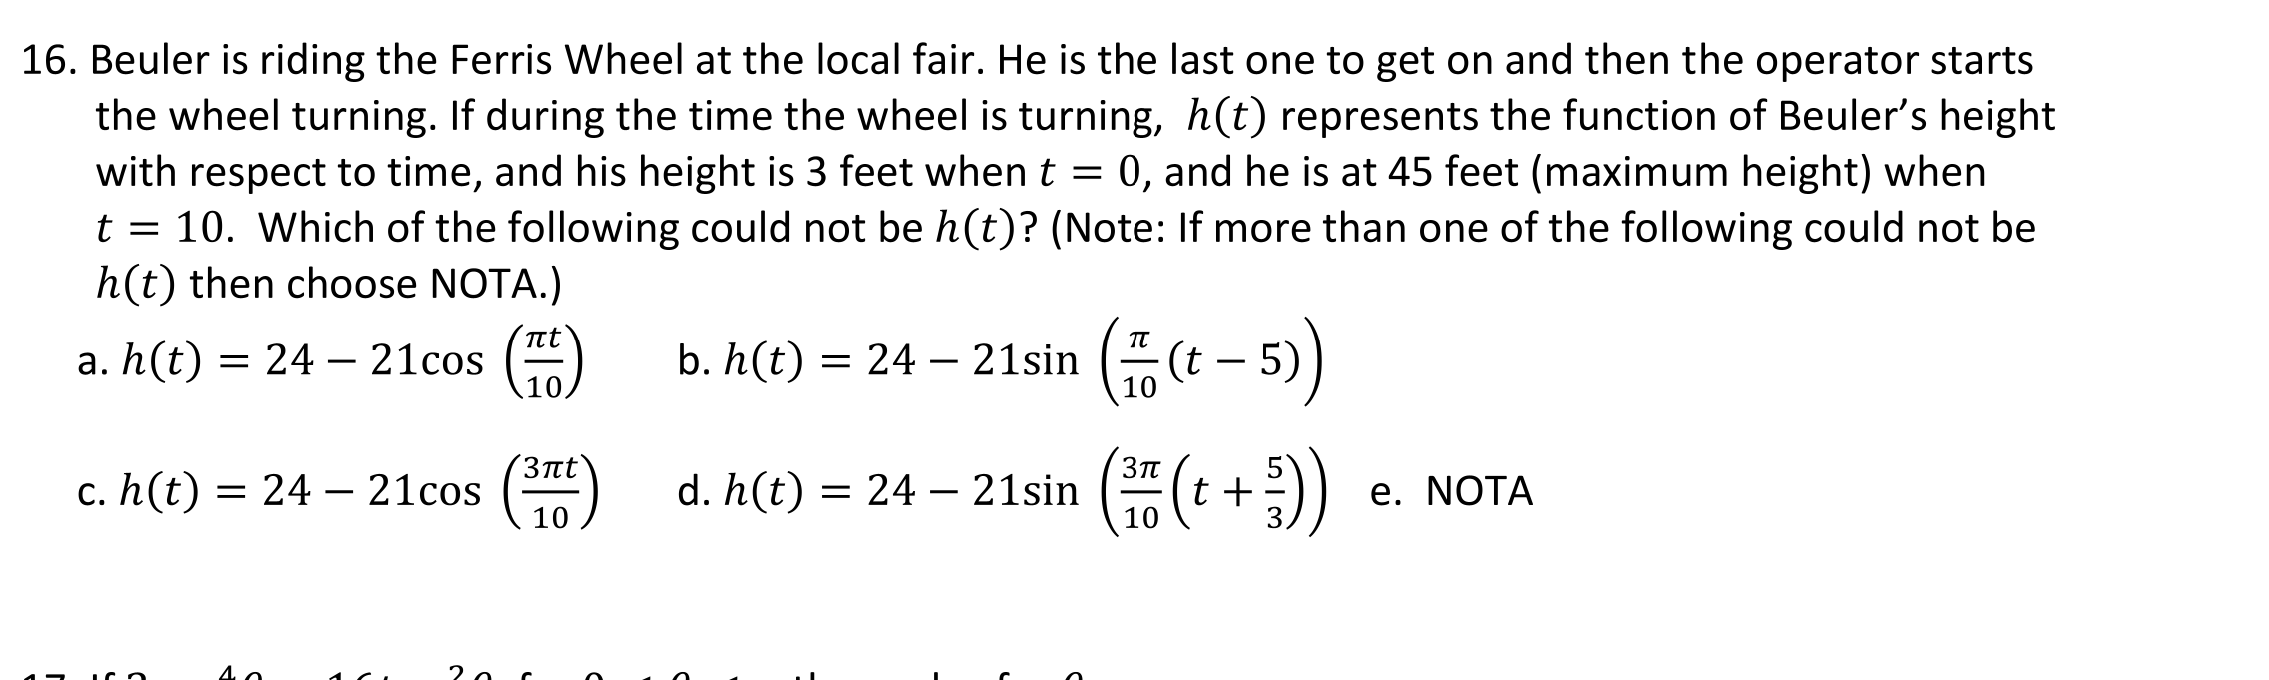 16. Beuler is riding the Ferris Wheel at the local fair. He is the last one to get on and then the operator starts
the wheel turning. If during the time the wheel is turning, h(t) represents the function of Beuler’s height
with respect to time, and his height is 3 feet when t = 0, and he is at 45 feet (maximum height) when
t = 10. Which of the following could not be h(t)? (Note: If more than one of the following could not be
h(t) then choose NOTA.)
a. h(t) = 24 − 21cos (πt/10) b. h(t) = 24 − 21sin (π/10 (t − 5))
c. h(t) = 24 − 21cos (3πt/10) d. h(t) = 24 − 21sin (3π/10 (t + 5/3)) e. NOTA